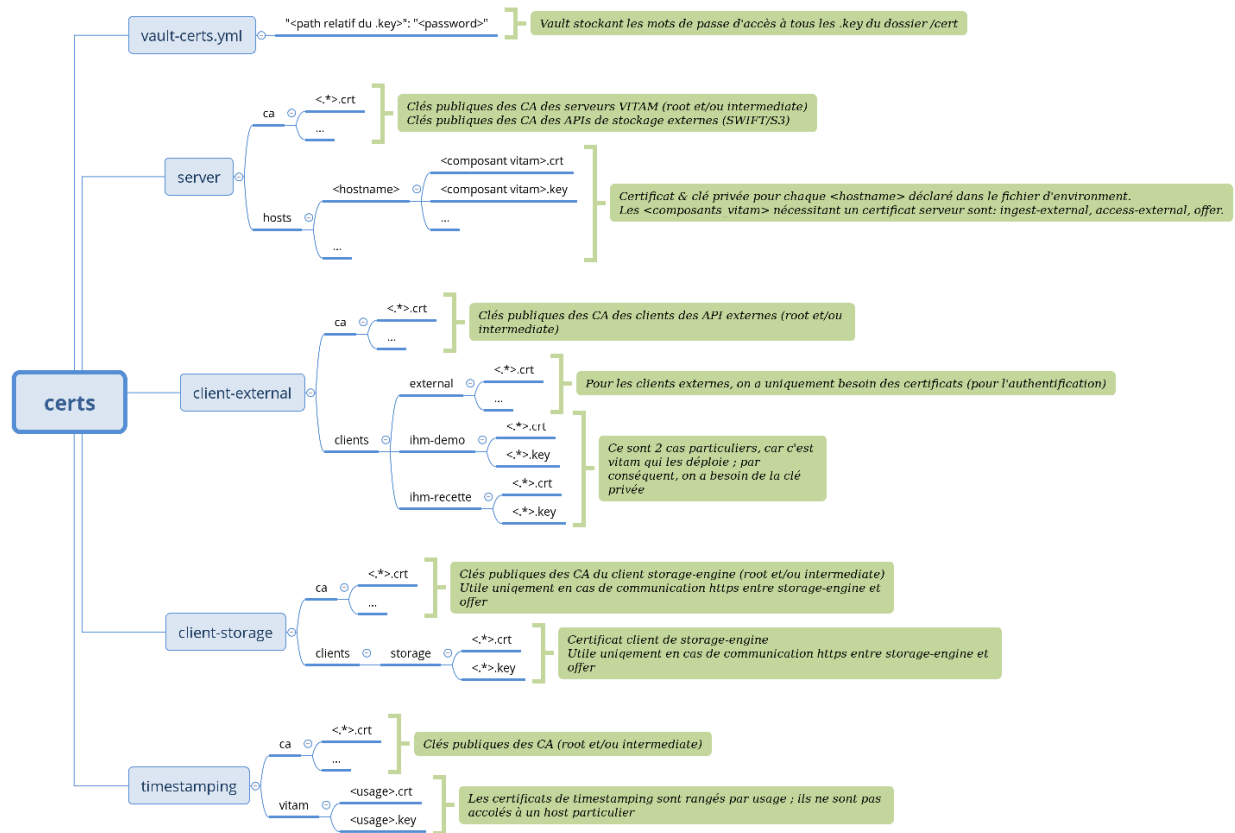 certs
vault-certs.yml
"<path relatif du .key>": "<password>"
Vault stockant les mots de passe d'accès à tous les .key du dossier /cert
server
ca
<.*>.crt
...
Clés publiques des CA des serveurs VITAM (root et/ou intermediate)
Clés publiques des CA des APIs de stockage externes (SWIFT/S3)
hosts
<hostname>
<composant vitam>.crt
<composant vitam>.key
...
...
Certificat & clé privée pour chaque <hostname> déclaré dans le fichier d'environment.
Les <composants vitam> nécessitant un certificat serveur sont: ingest-external, access-external, offer.
client-external
ca
<.*>.crt
...
Clés publiques des CA des clients des API externes (root et/ou
intermediate)
clients
external
<.*>.crt
...
Pour les clients externes, on a uniquement besoin des certificats (pour l'authentification)
ihm-demo
<.*>.crt
<.*>.key
ihm-recette
<.*>.crt
<.*>.key
Ce sont 2 cas particuliers, car c'est
vitam qui les déploie ; par
conséquent, on a besoin de la clé
privée
client-storage
ca
<.*>.crt
...
Clés publiques des CA du client storage-engine (root et/ou intermediate)
Utile uniqement en cas de communication https entre storage-engine et
offer
clients
storage
<.*>.crt
<.*>.key
Certificat client de storage-engine
Utile uniqement en cas de communication https entre storage-engine et
offer
timestamping
ca
<.*>.crt
...
Clés publiques des CA (root et/ou intermediate)
vitam
<usage>.crt
<usage>.key
Les certificats de timestamping sont rangés par usage ; ils ne sont pas
accolés à un host particulier